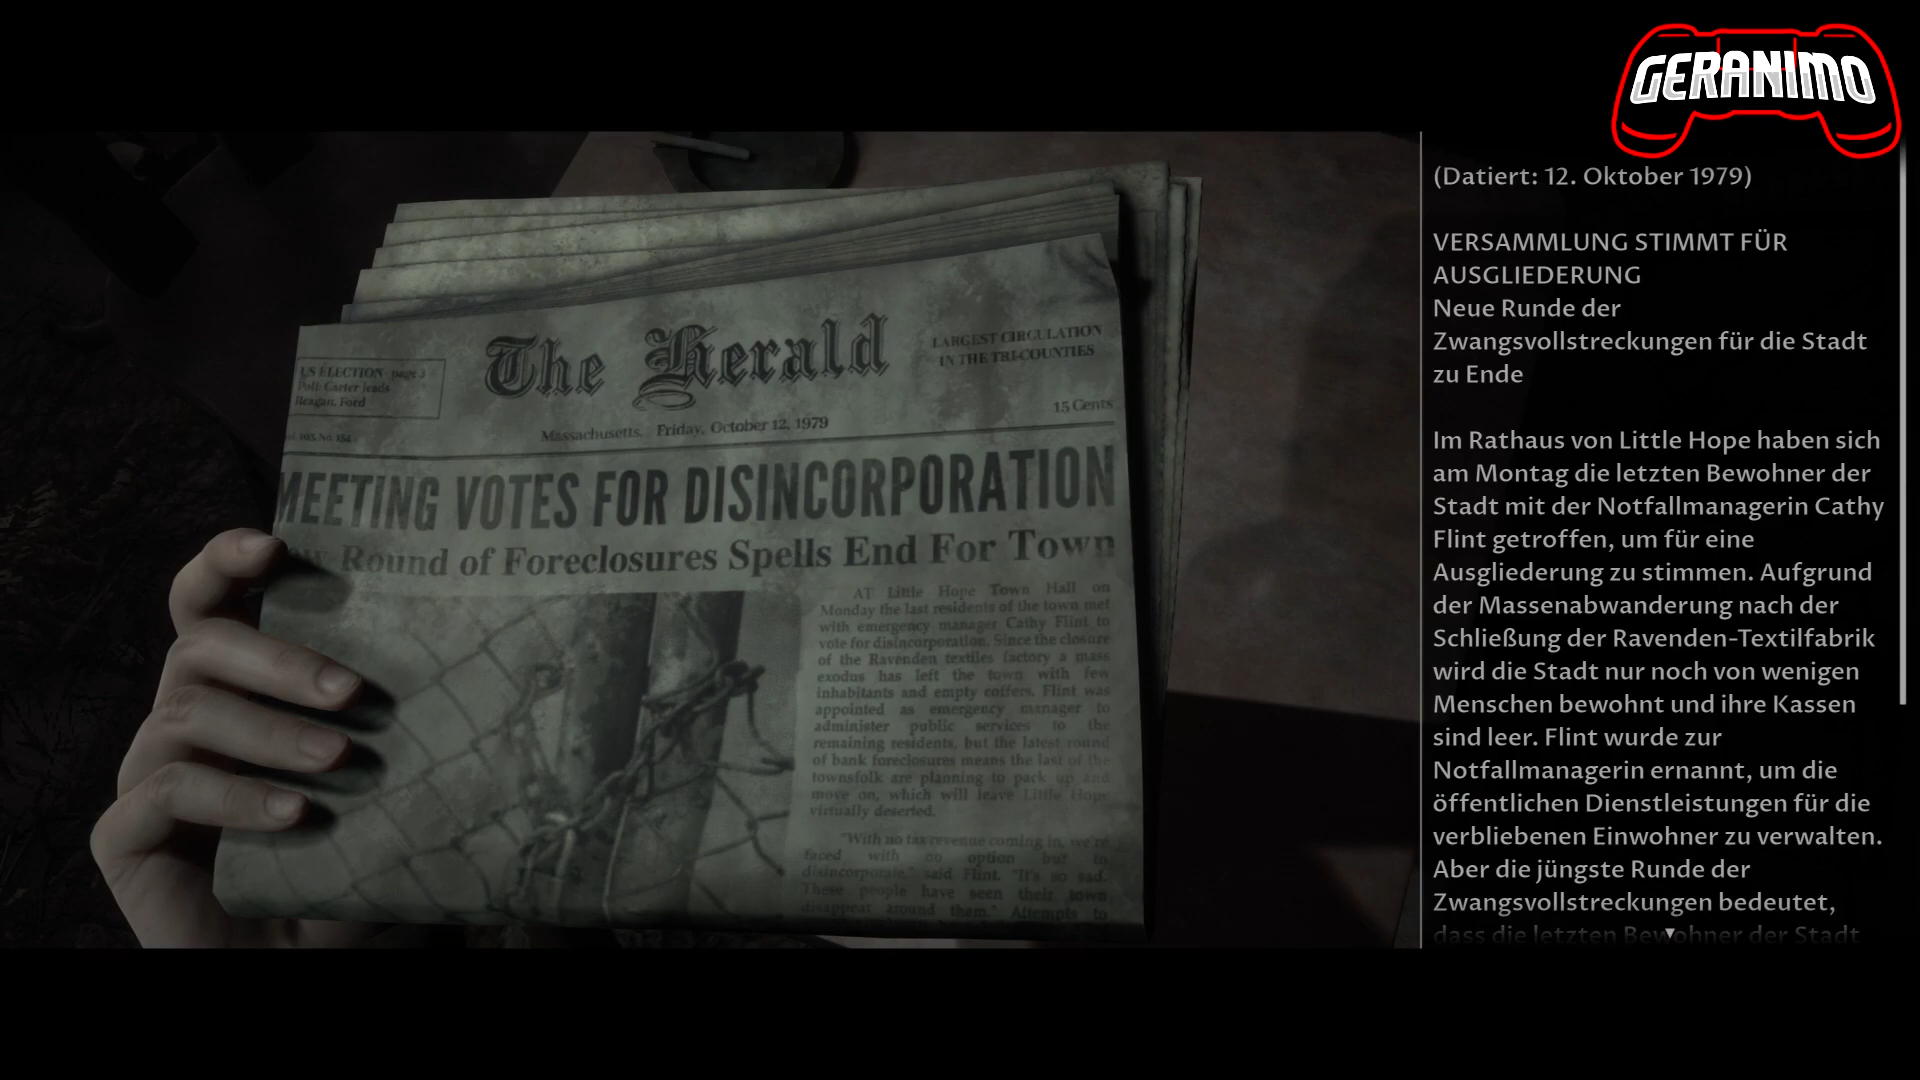 GERANIMO
The Herald
US ELECTION - page 3
Poll: Carter leads
Reagan, Ford
LARGEST CIRCULATION
IN THE TRI-COUNTIES
15 Cents
Massachusetts, Friday, October 12, 1979
MEETING VOTES FOR DISINCORPORATION
Round of Foreclosures Spells End For Town
AT Little Hope Town Hall on
Monday the last residents of the town met
with emergency manager Cathy Flint to
vote for disincorporation. Since the closure
of the Ravenden textiles factory a mass
exodus has left the town with few
inhabitants and empty coffers. Flint was
appointed as emergency manager to
administer public services to the
remaining residents, but the latest round
of bank foreclosures means the last of the
townsfolk are planning to pack up and
move on, which will leave Little Hope
virtually deserted.
"With no tax revenue coming in, we're
faced with no option but to
disincorporate," said Flint. "It's so sad.
These people have seen their town
disappear around them." Attempts to
(Datiert: 12. Oktober 1979)
VERSAMMLUNG STIMMT FÜR
AUSGLIEDERUNG
Neue Runde der
Zwangsvollstreckungen für die Stadt
zu Ende
Im Rathaus von Little Hope haben sich
am Montag die letzten Bewohner der
Stadt mit der Notfallmanagerin Cathy
Flint getroffen, um für eine
Ausgliederung zu stimmen. Aufgrund
der Massenabwanderung nach der
Schließung der Ravenden-Textilfabrik
wird die Stadt nur noch von wenigen
Menschen bewohnt und ihre Kassen
sind leer. Flint wurde zur
Notfallmanagerin ernannt, um die
öffentlichen Dienstleistungen für die
verbliebenen Einwohner zu verwalten.
Aber die jüngste Runde der
Zwangsvollstreckungen bedeutet,
dass die letzten Bewohner der Stadt